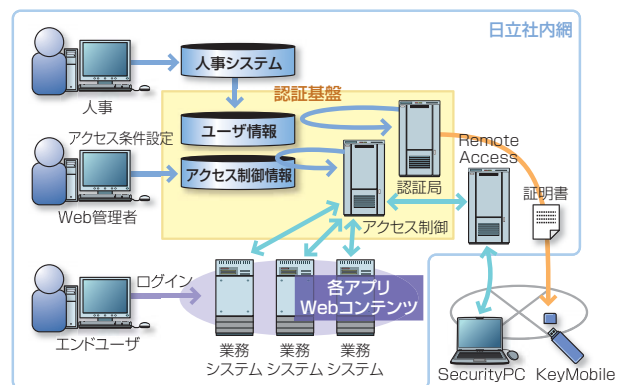 日立社内網
人事システム
人事
認証基盤
ユーザ情報
アクセス条件設定
アクセス制御情報
Web管理者
認証局
アクセス制御
Remote
Access
証明書
ログイン
エンドユーザ
各アプリ
Webコンテンツ
業務
システム
業務
システム
業務
システム
SecurityPC
KeyMobile